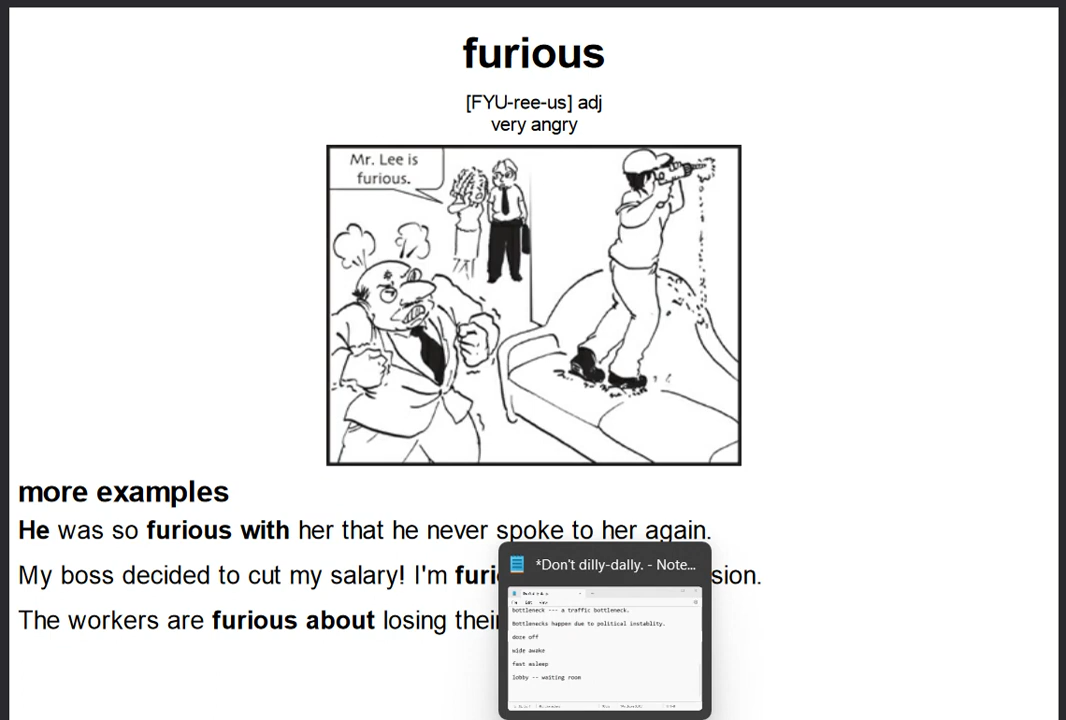 furious
[FYU-ree-us] adj
very angry
Mr. Lee is
furious.
more examples
He was so furious with her that he never spoke to her again.
My boss decided to cut my salary! I'm furi sion.
The workers are furious about losing their
*Don't dilly-dally. - Note...
bottleneck --- a traffic bottleneck.
Bottlenecks happen due to political instablity.
doze off
wide awake
fast asleep
lobby -- waiting room